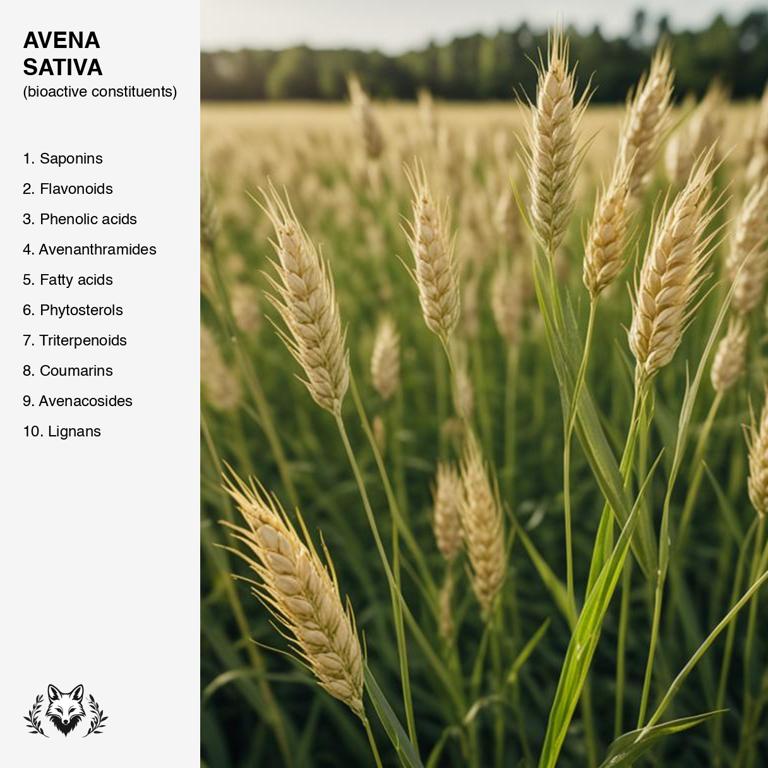 AVENA
SATIVA
(bioactive constituents)
1. Saponins
2. Flavonoids
3. Phenolic acids
4. Avenanthramides
5. Fatty acids
6. Phytosterols
7. Triterpenoids
8. Coumarins
9. Avenacosides
10. Lignans